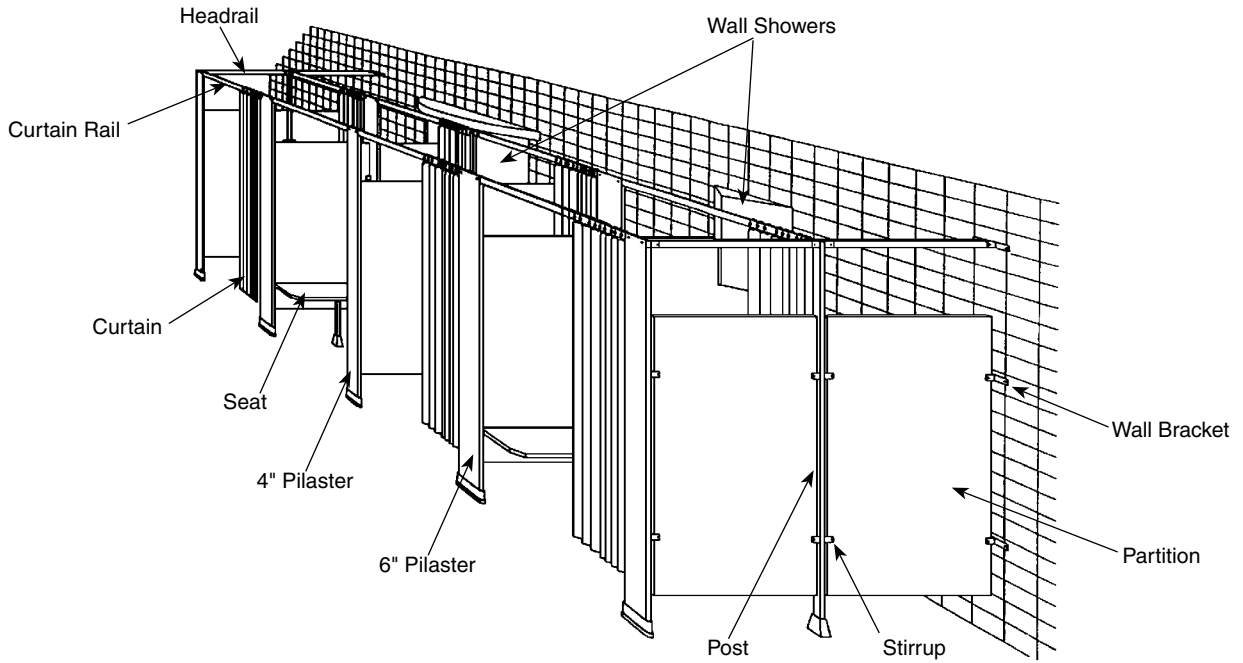 Headrail
Wall Showers
Curtain Rail
Curtain
Seat
Wall Bracket
4" Pilaster
6" Pilaster
Partition
Post
Stirrup